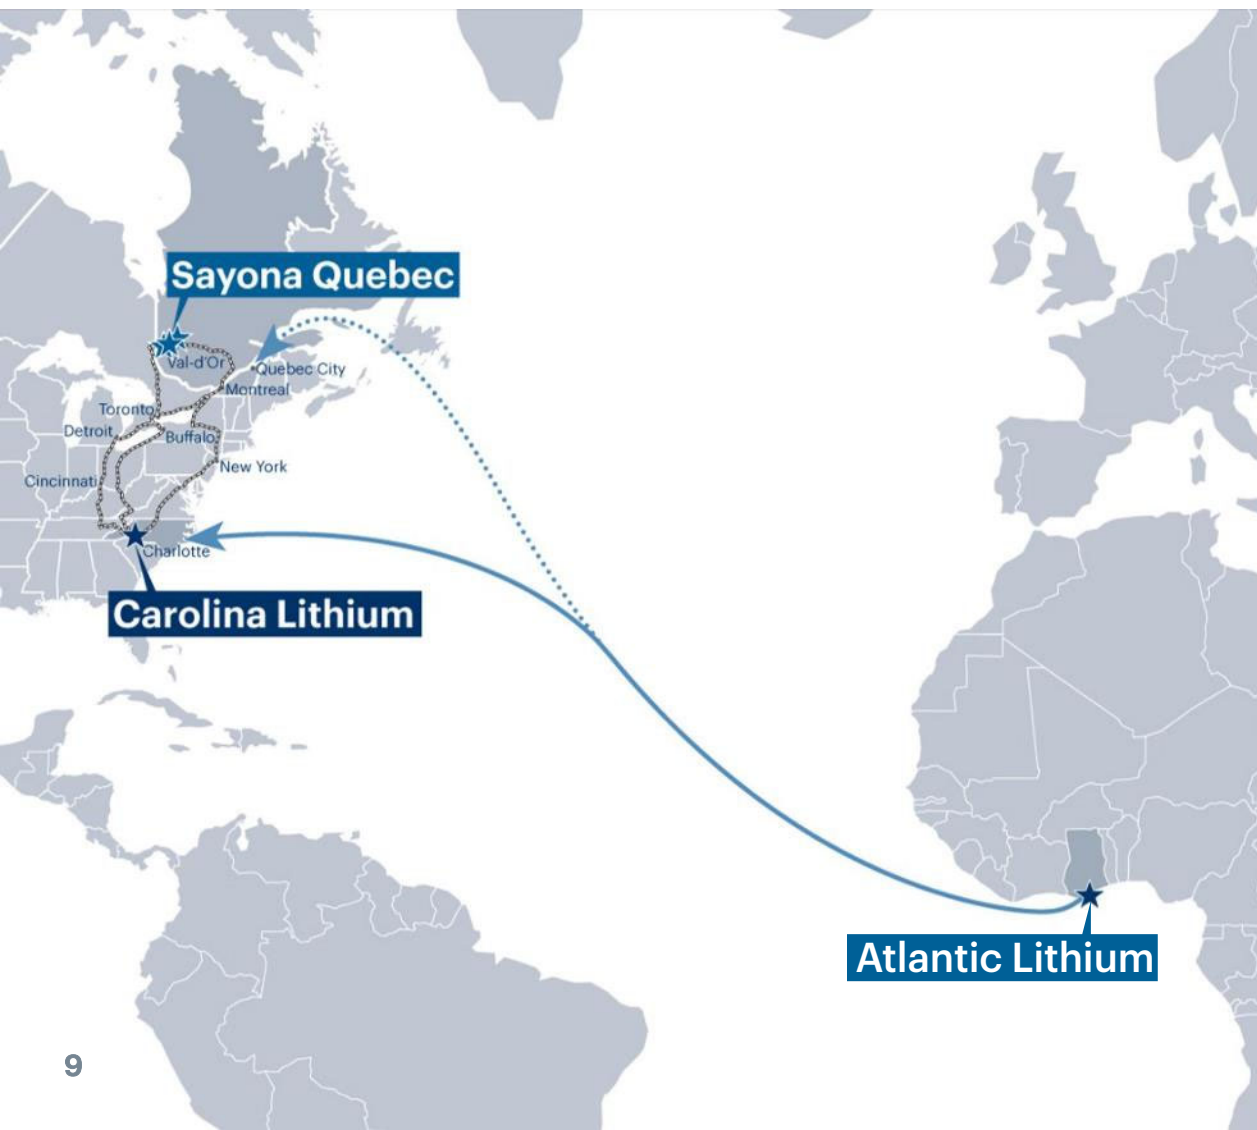 Sayona Quebec
Val-d'Or
Quebec City
Montreal
Toronto
Detroit
Buffalo
New York
Cincinnati
Charlotte
Carolina Lithium
Atlantic Lithium
9